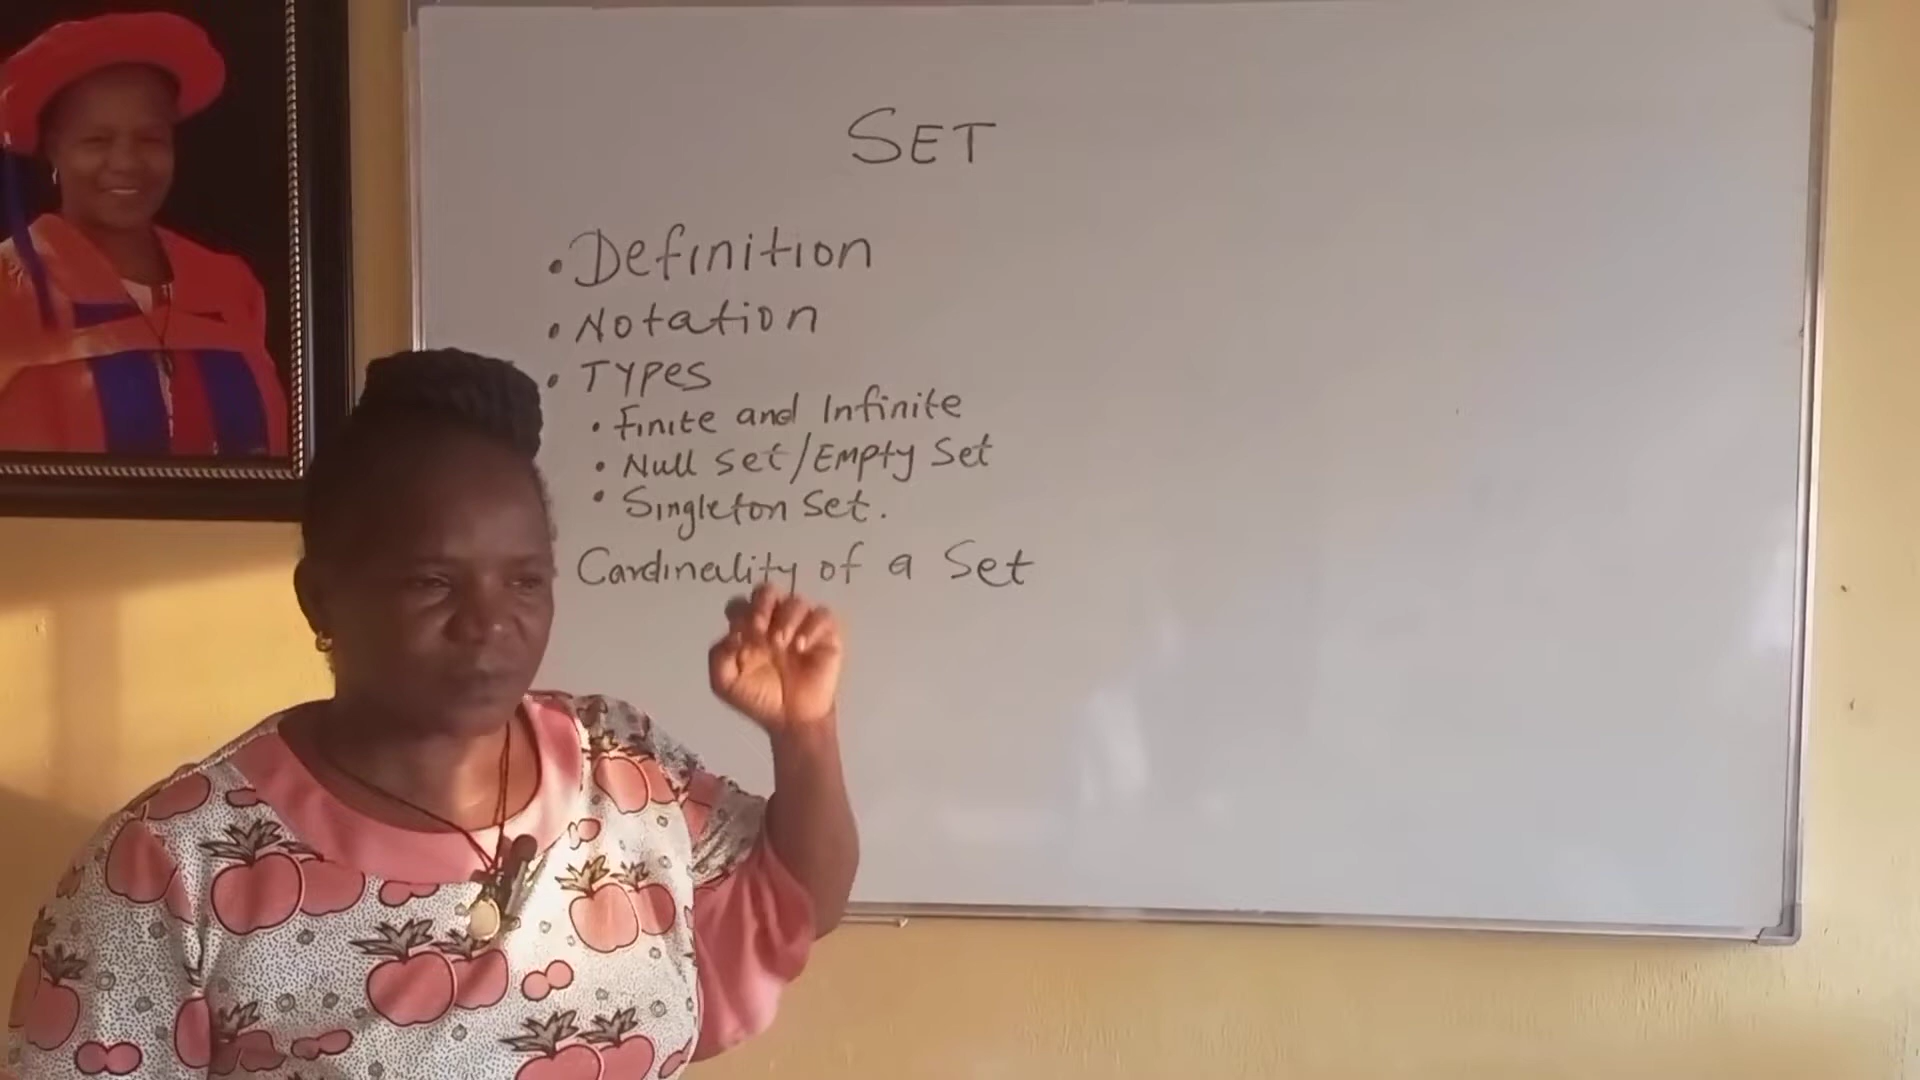 SET
• Definition
• Notation
• Types
• Finite and Infinite
• Null set/Empty Set
• Singleton Set.
Cardinality of a Set